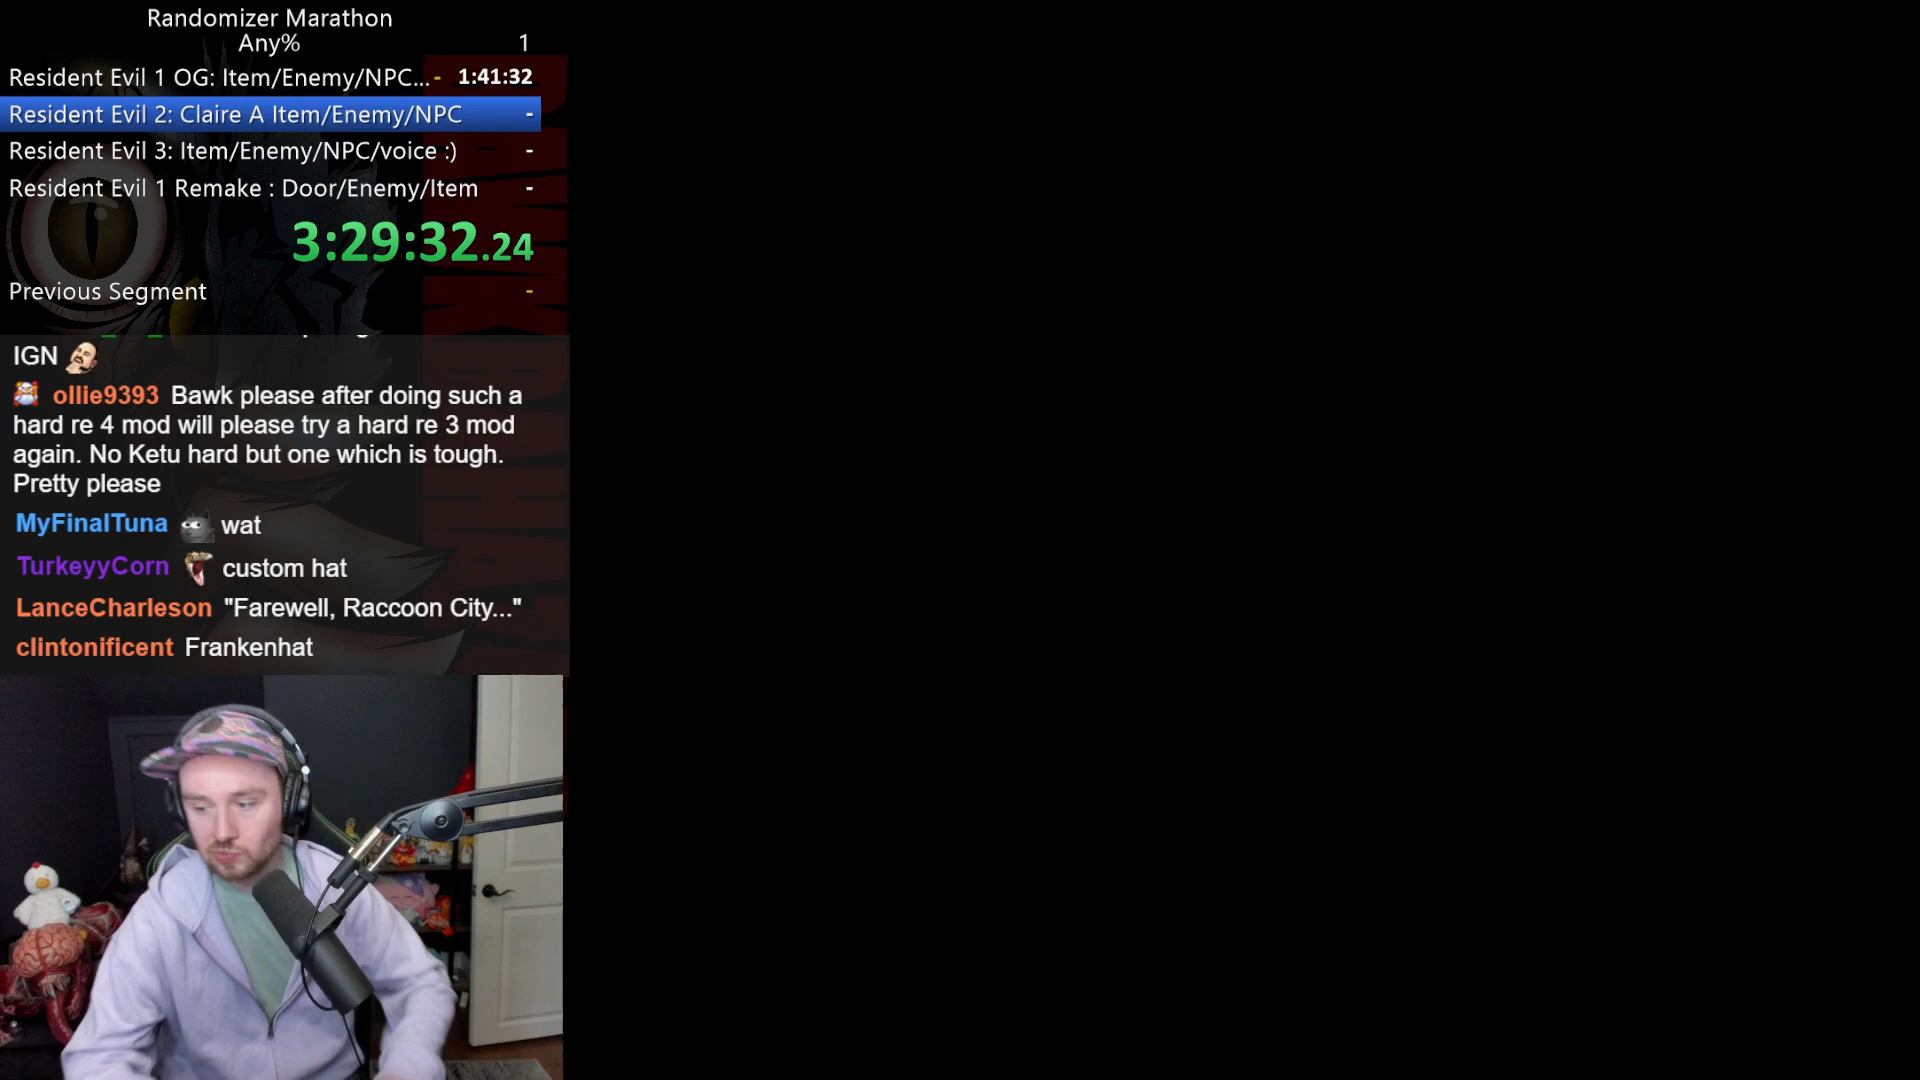 Randomizer Marathon
Any% 1
Resident Evil 1 OG: Item/Enemy/NPC... - 1:41:32
Resident Evil 2: Claire A Item/Enemy/NPC -
Resident Evil 3: Item/Enemy/NPC/voice :) -
Resident Evil 1 Remake : Door/Enemy/Item -
3:29:32.24
Previous Segment -
IGN
ollie9393 Bawk please after doing such a
hard re 4 mod will please try a hard re 3 mod
again. No Ketu hard but one which is tough.
Pretty please
MyFinalTuna wat
TurkeyyCorn custom hat
LanceCharleson "Farewell, Raccoon City..."
clintonificent Frankenhat